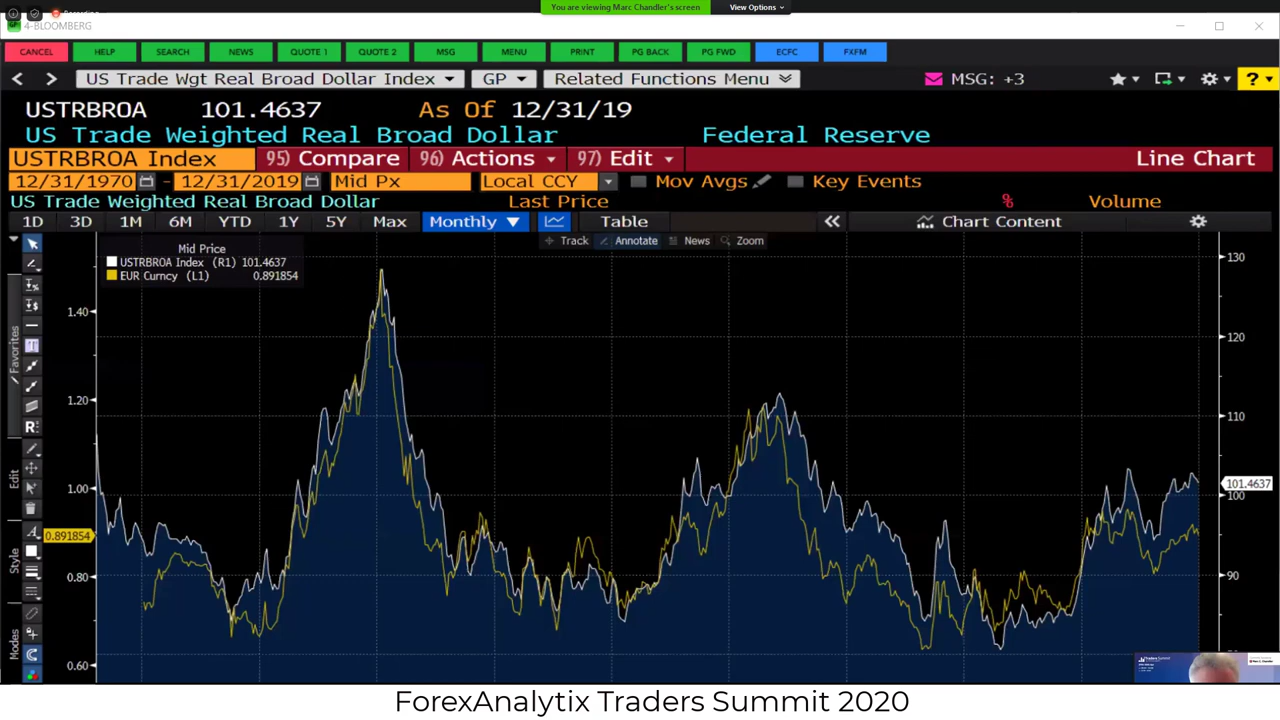 You are viewing Marc Chandler's screen
View Options
Recording
4-BLOOMBERG
CANCEL HELP SEARCH NEWS QUOTE 1 QUOTE 2 MSG MENU PRINT PG BACK PG FWD ECFC FXFM
US Trade Wgt Real Broad Dollar Index GP Related Functions Menu MSG: +3 ?
USTRBROA 101.4637 As Of 12/31/19
US Trade Weighted Real Broad Dollar Federal Reserve
USTRBROA Index 95) Compare 96) Actions 97) Edit Line Chart
12/31/1970 - 12/31/2019 Mid Px Local CCY Mov Avgs Key Events
US Trade Weighted Real Broad Dollar Last Price % Volume
1D 3D 1M 6M YTD 1Y 5Y Max Monthly Table Chart Content
Track Annotate News Zoom
Mid Price
USTRBROA Index (R1) 101.4637
EUR Curncy (L1) 0.891854
Favorites
Edit
Style
Modes
1.40
1.20
1.00
0.891854
0.80
0.60
130
120
110
101.4637
100
90
ForexAnalytix Traders Summit 2020